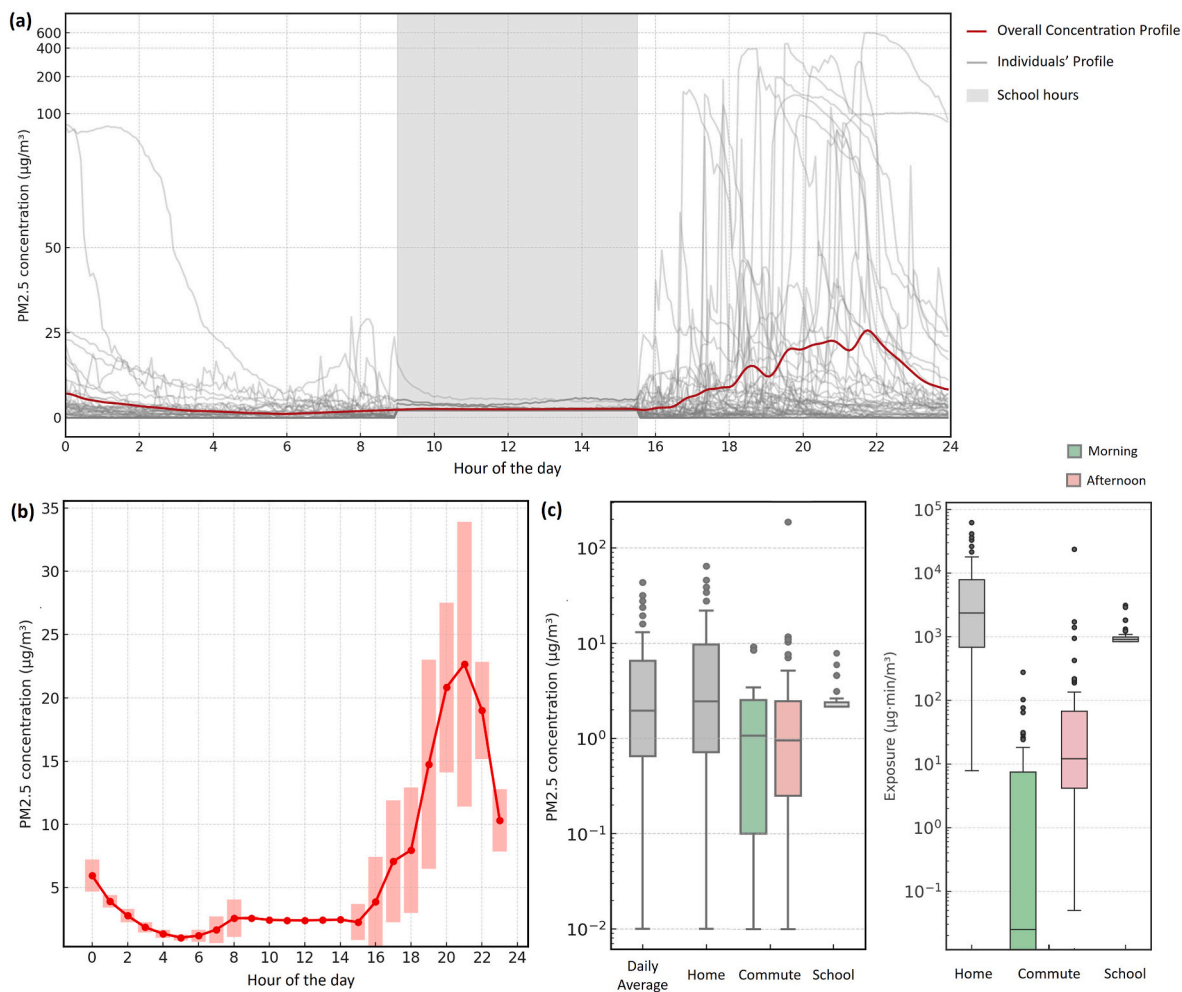 (a)
Overall Concentration Profile
Individuals' Profile
School hours
PM2.5 concentration (µg/m³)
600
400
200
100
50
25
0
0 2 4 6 8 10 12 14 16 18 20 22 24
Hour of the day
Morning
Afternoon
(b)
PM2.5 concentration (µg/m³)
35
30
25
20
15
10
5
0 2 4 6 8 10 12 14 16 18 20 22 24
Hour of the day
(c)
PM2.5 concentration (µg/m³)
10²
10¹
10⁰
10⁻¹
10⁻²
Daily Average
Home
Commute
School
Exposure (µg·min/m³)
10⁵
10⁴
10³
10²
10¹
10⁰
10⁻¹
Home
Commute
School